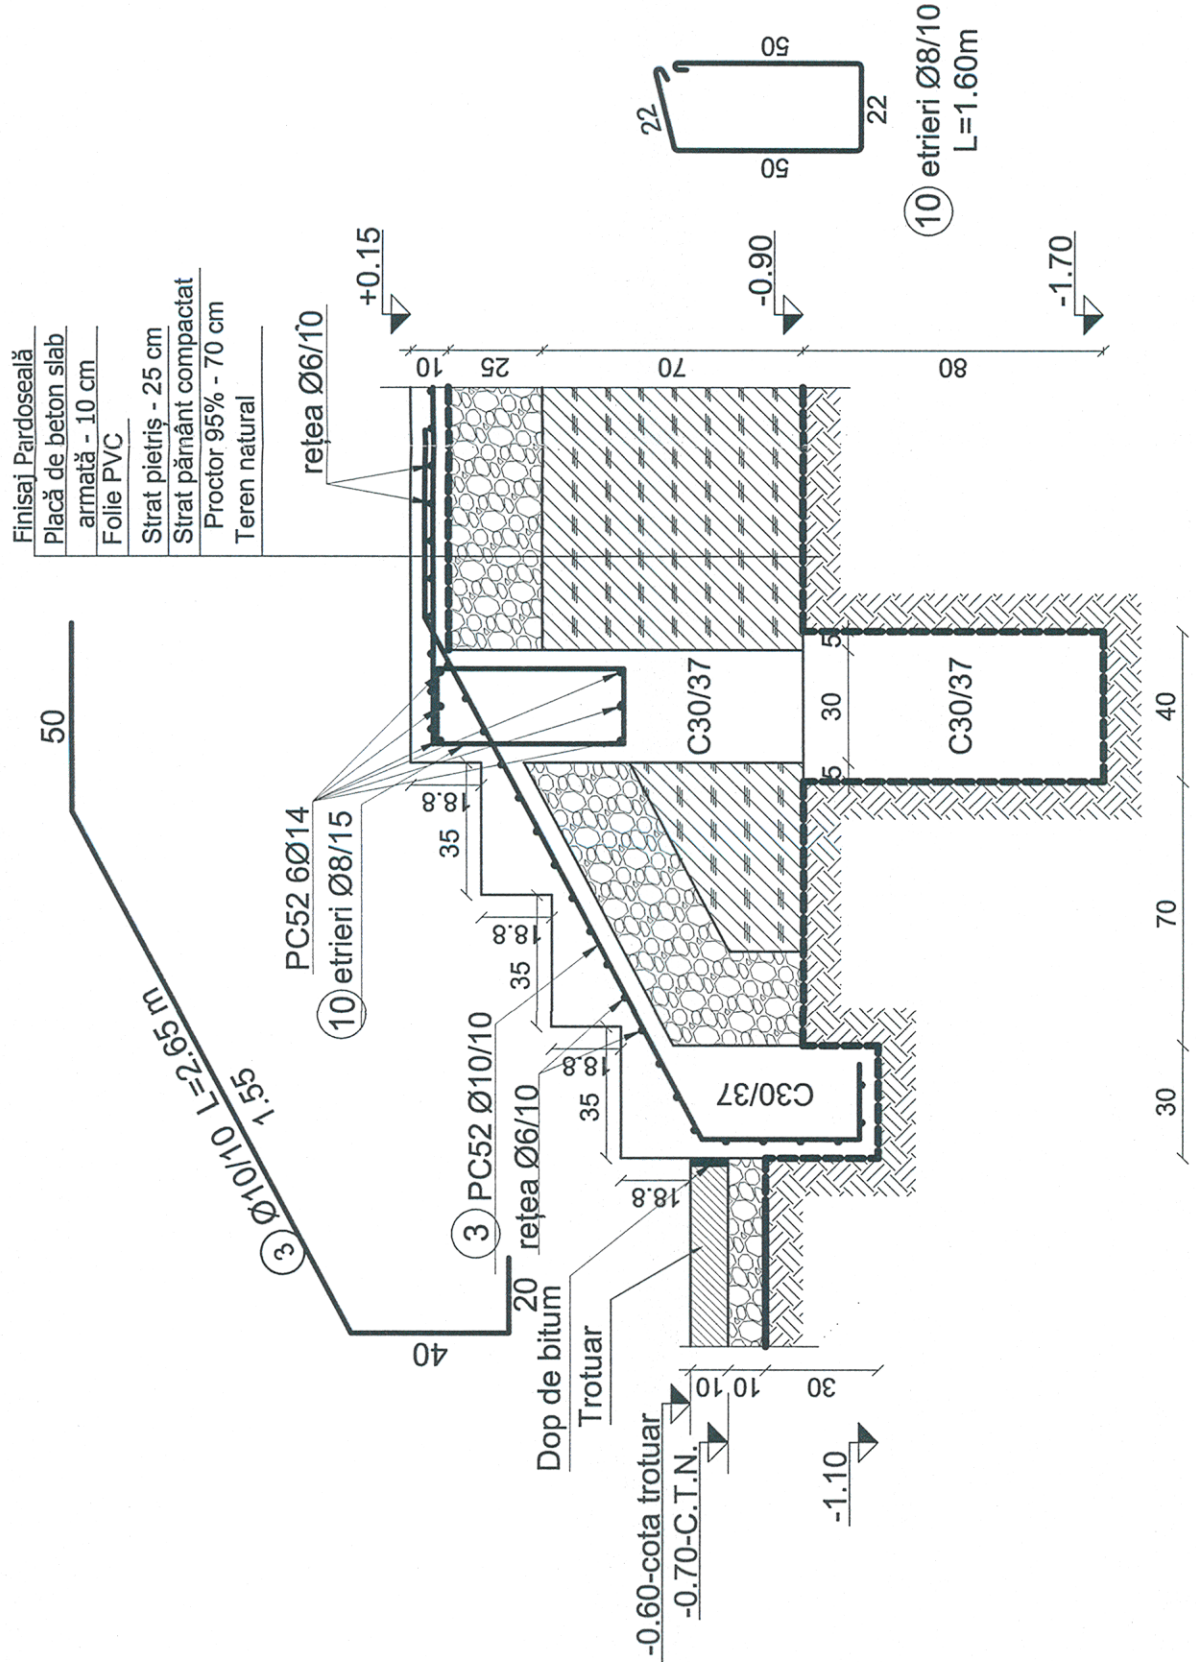 Finisaj Pardoseală
Placă de beton slab
armată - 10 cm
Folie PVC
Strat pietriș - 25 cm
Strat pământ compactat
Proctor 95% - 70 cm
Teren natural
rețea Ø6/10
+0.15
-0.90
-1.70
10
25
70
80
50
22
50
22
10 etrieri Ø8/10
L=1.60m
50
3 Ø10/10 L=2.65 m
1.55
40
20
PC52 6Ø14
10 etrieri Ø8/15
3 PC52 Ø10/10
rețea Ø6/10
Dop de bitum
Trotuar
18.8
35
18.8
35
18.8
35
18.8
C30/37
C30/37
C30/37
5
30
5
40
70
30
10
10
30
-0.60-cota trotuar
-0.70-C.T.N.
-1.10